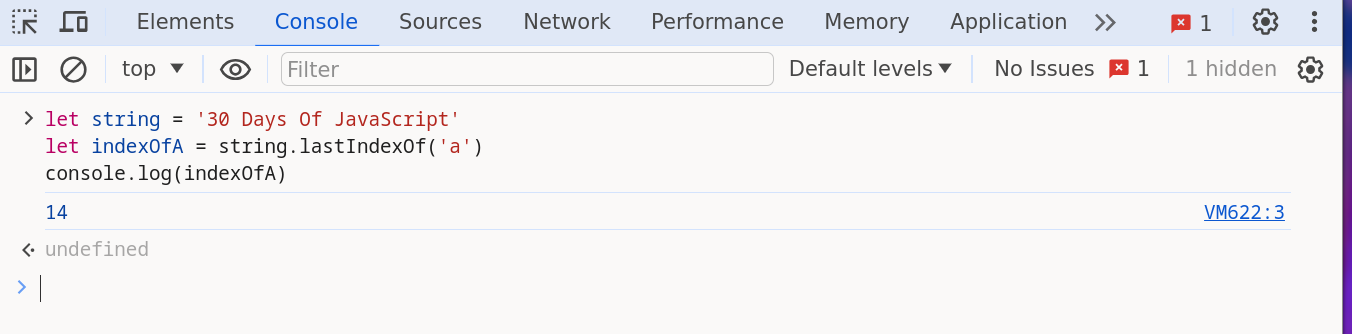 Elements Console Sources Network Performance Memory Application 1
top Filter Default levels No Issues 1 1 hidden
let string = '30 Days Of JavaScript'
let indexOfA = string.lastIndexOf('a')
console.log(indexOfA)
14 VM622:3
undefined